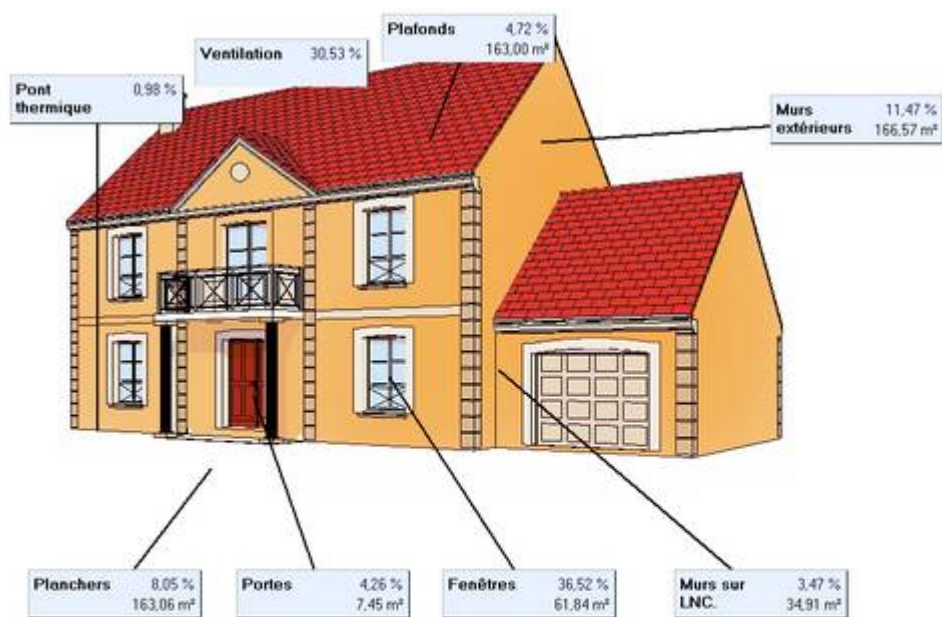 Plafonds 4,72 %
163,00 m²
Ventilation 30,53 %
Pont 0,98 %
thermique
Murs 11,47 %
extérieurs 166,57 m²
Planchers 8,05 %
163,06 m²
Portes 4,26 %
7,45 m²
Fenêtres 36,52 %
61,84 m²
Murs sur 3,47 %
LNC. 34,91 m²